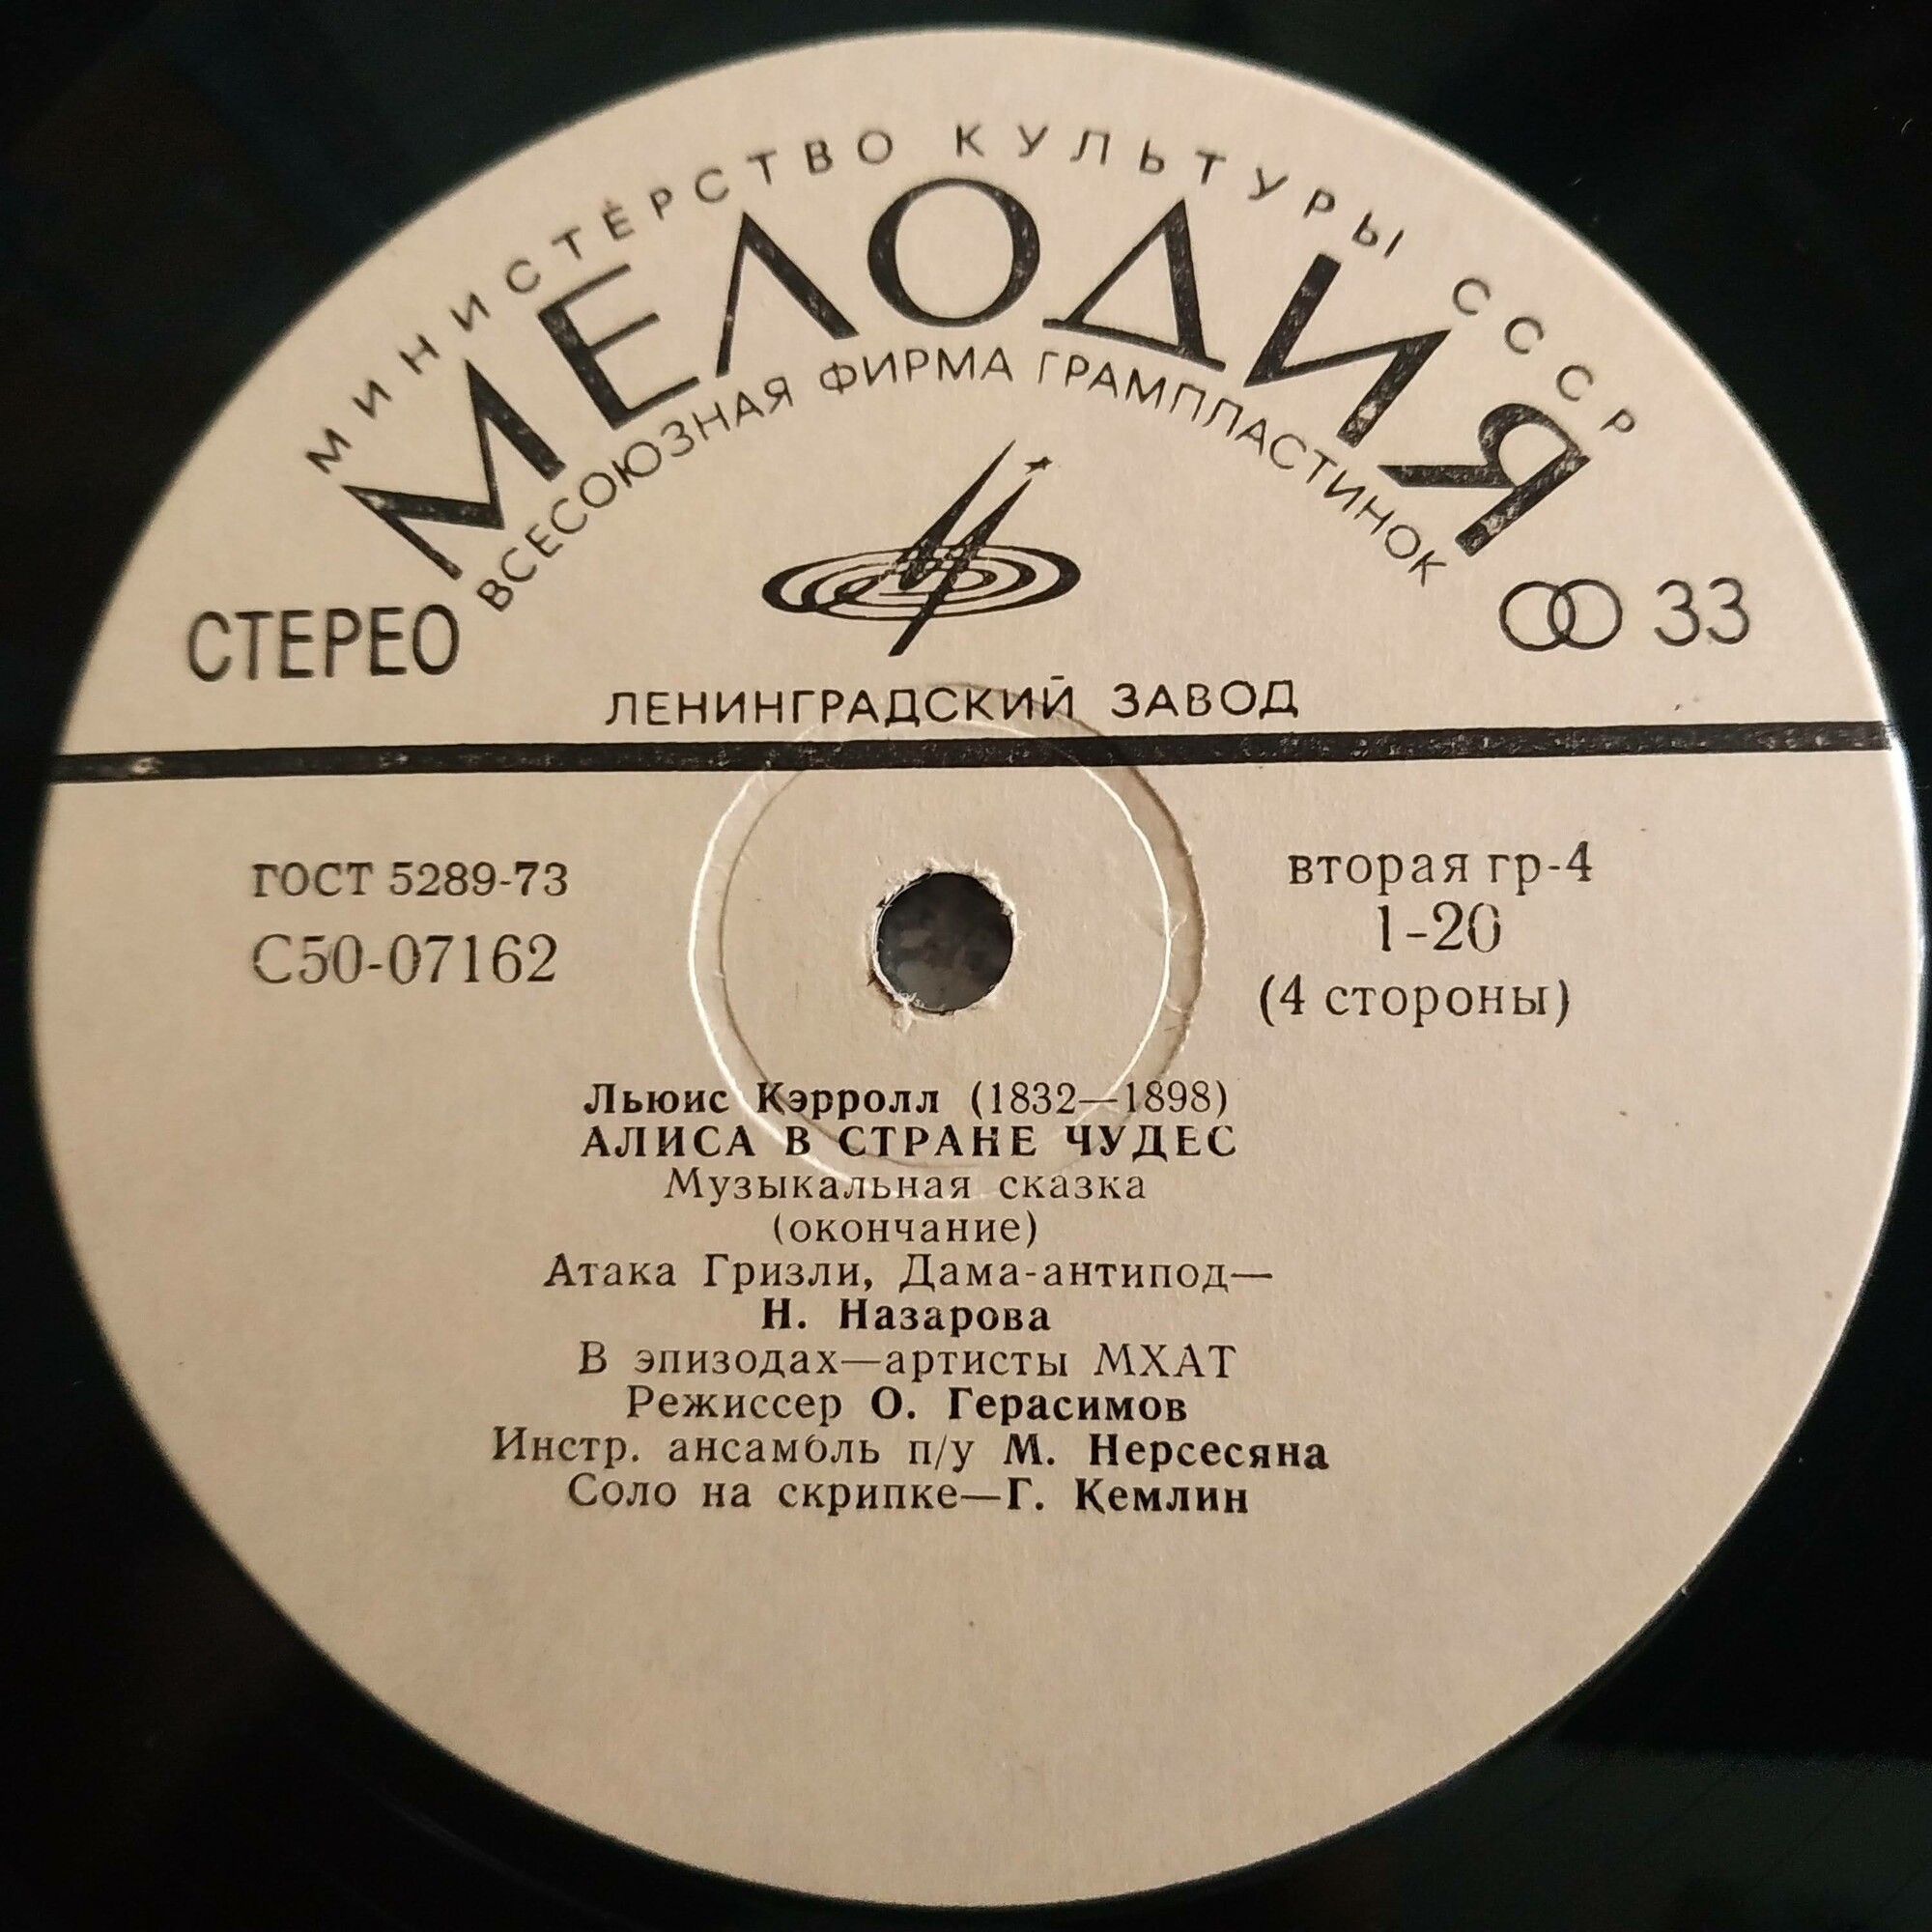 МИНИСТЕРСТВО КУЛЬТУРЫ СССР
МЕЛОДИЯ
ВСЕСОЮЗНАЯ ФИРМА ГРАМПЛАСТИНОК
СТЕРЕО
33
ЛЕНИНГРАДСКИЙ ЗАВОД
ГОСТ 5289-73
С50-07162
вторая гр-4
1-20
(4 стороны)
Льюис Кэрролл (1832—1898)
АЛИСА В СТРАНЕ ЧУДЕС
Музыкальная сказка
(окончание)
Атака Гризли, Дама-антипод—
Н. Назарова
В эпизодах—артисты МХАТ
Режиссер О. Герасимов
Инстр. ансамбль п/у М. Нерсесяна
Соло на скрипке—Г. Кемлин